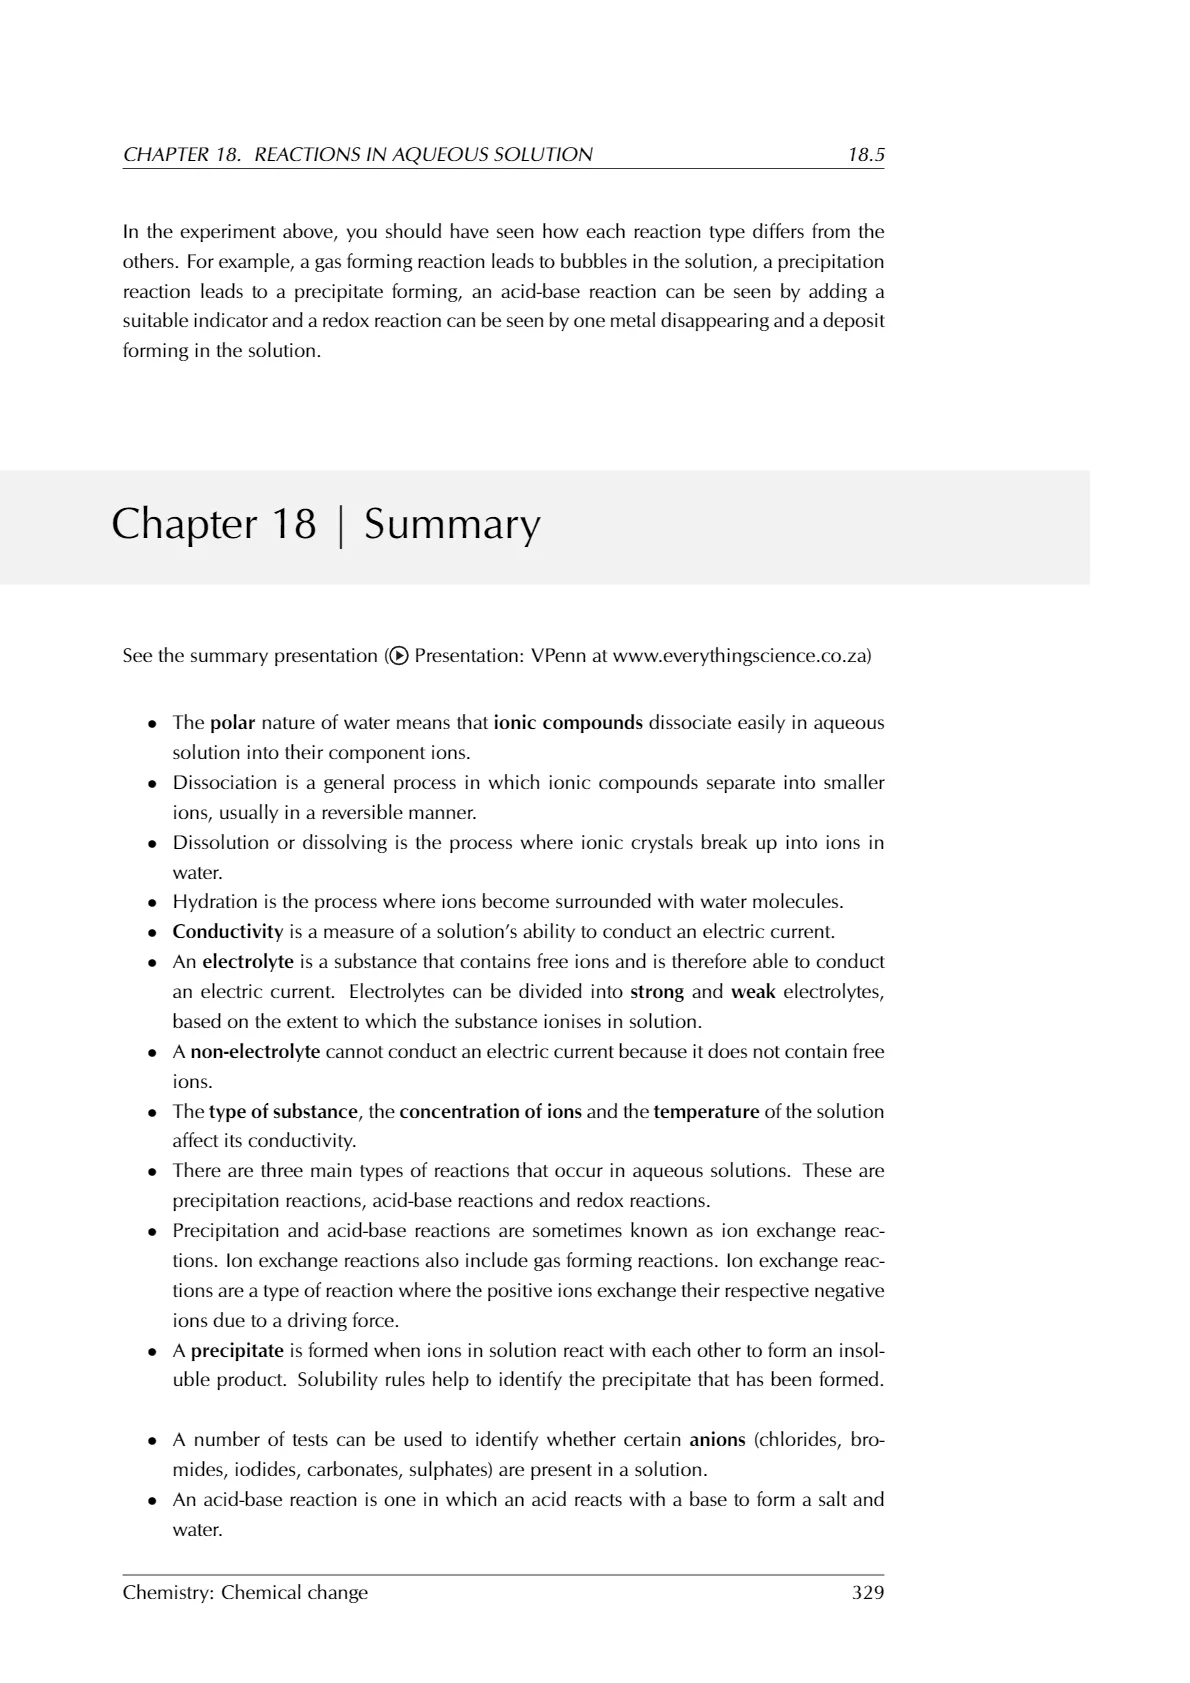 CHAPTER 18. REACTIONS IN AQUEOUS SOLUTION 18.5
In the experiment above, you should have seen how each reaction type differs from the
others. For example, a gas forming reaction leads to bubbles in the solution, a precipitation
reaction leads to a precipitate forming, an acid-base reaction can be seen by adding a
suitable indicator and a redox reaction can be seen by one metal disappearing and a deposit
forming in the solution.
Chapter 18 | Summary
See the summary presentation (▶ Presentation: VPenn at www.everythingscience.co.za)
• The polar nature of water means that ionic compounds dissociate easily in aqueous
solution into their component ions.
• Dissociation is a general process in which ionic compounds separate into smaller
ions, usually in a reversible manner.
• Dissolution or dissolving is the process where ionic crystals break up into ions in
water.
• Hydration is the process where ions become surrounded with water molecules.
• Conductivity is a measure of a solution's ability to conduct an electric current.
• An electrolyte is a substance that contains free ions and is therefore able to conduct
an electric current. Electrolytes can be divided into strong and weak electrolytes,
based on the extent to which the substance ionises in solution.
• A non-electrolyte cannot conduct an electric current because it does not contain free
ions.
• The type of substance, the concentration of ions and the temperature of the solution
affect its conductivity.
• There are three main types of reactions that occur in aqueous solutions. These are
precipitation reactions, acid-base reactions and redox reactions.
• Precipitation and acid-base reactions are sometimes known as ion exchange reac-
tions. Ion exchange reactions also include gas forming reactions. Ion exchange reac-
tions are a type of reaction where the positive ions exchange their respective negative
ions due to a driving force.
• A precipitate is formed when ions in solution react with each other to form an insol-
uble product. Solubility rules help to identify the precipitate that has been formed.
• A number of tests can be used to identify whether certain anions (chlorides, bro-
mides, iodides, carbonates, sulphates) are present in a solution.
• An acid-base reaction is one in which an acid reacts with a base to form a salt and
water.
Chemistry: Chemical change 329